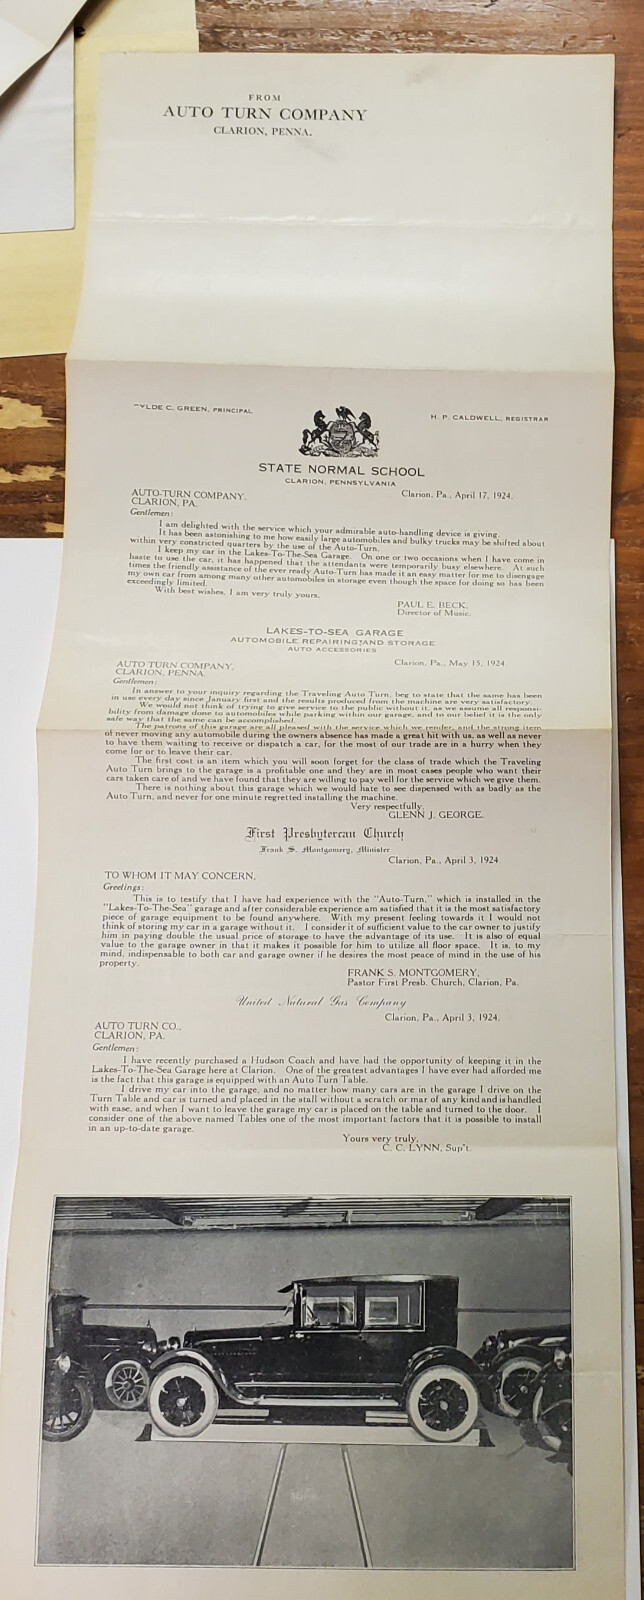 FROM
AUTO TURN COMPANY
CLARION, PENNA.
YLDE C. GREEN, PRINCIPAL
H. P. CALDWELL, REGISTRAR
STATE NORMAL SCHOOL
CLARION, PENNSYLVANIA
AUTO-TURN COMPANY,
CLARION, PA.
Clarion, Pa., April 17, 1924.
Gentlemen:
I am delighted with the service which your admirable auto-handling device is giving.
It has been astonishing to me how easily large automobiles and bulky trucks may be shifted about
within very constricted quarters by the use of the Auto-Turn.
I keep my car in the Lakes-To-The-Sea Garage. On one or two occasions when I have come in
haste to use the car, it has happened that the attendants were temporarily busy elsewhere. At such
times the friendly assistance of the ever ready Auto-Turn has made it an easy matter for me to disengage
my own car from among many other automobiles in storage even though the space for doing so has been
exceedingly limited.
With best wishes, I am very truly yours,
PAUL E. BECK,
Director of Music.
LAKES-TO-SEA GARAGE
AUTOMOBILE REPAIRING AND STORAGE
AUTO ACCESSORIES
AUTO TURN COMPANY,
CLARION, PENNA.
Clarion, Pa., May 15, 1924.
Gentlemen:
In answer to your inquiry regarding the Traveling Auto Turn, beg to state that the same has been
in use every day since January first and the results produced from the machine are very satisfactory.
We would not think of trying to give service to the public without it, as we assume all responsi-
bility from damage done to automobiles while parking within our garage, and to our belief it is the only
safe way that the same can be accomplished.
The patrons of this garage are all pleased with the service which we render, and the strong item
of never moving any automobile during the owners absence has made a great hit with us, as well as never
to have them waiting to receive or dispatch a car, for the most of our trade are in a hurry when they
come for or to leave their car.
The first cost is an item which you will soon forget for the class of trade which the Traveling
Auto Turn brings to the garage is a profitable one and they are in most cases people who want their
cars taken care of and we have found that they are willing to pay well for the service which we give them.
There is nothing about this garage which we would hate to see dispensed with as badly as the
Auto Turn, and never for one minute regretted installing the machine.
Very respectfully,
GLENN J. GEORGE.
First Presbyterean Church
Frank S. Montgomery, Minister
Clarion, Pa., April 3, 1924.
TO WHOM IT MAY CONCERN,
Greetings:
This is to testify that I have had experience with the "Auto-Turn," which is installed in the
"Lakes-To-The-Sea" garage and after considerable experience am satisfied that it is the most satisfactory
piece of garage equipment to be found anywhere. With my present feeling towards it I would not
think of storing my car in a garage without it. I consider it of sufficient value to the car owner to justify
him in paying double the usual price of storage to have the advantage of its use. It is also of equal
value to the garage owner in that it makes it possible for him to utilize all floor space. It is, to my
mind, indispensable to both car and garage owner if he desires the most peace of mind in the use of his
property.
FRANK S. MONTGOMERY,
Pastor First Presb. Church, Clarion, Pa.
United Natural Gas Company
Clarion, Pa., April 3, 1924.
AUTO TURN CO.,
CLARION, PA.
Gentlemen:
I have recently purchased a Hudson Coach and have had the opportunity of keeping it in the
Lakes-To-The-Sea Garage here at Clarion. One of the greatest advantages I have ever had afforded me
is the fact that this garage is equipped with an Auto Turn Table.
I drive my car into the garage, and no matter how many cars are in the garage I drive on the
Turn Table and car is turned and placed in the stall without a scratch or mar of any kind and is handled
with ease, and when I want to leave the garage my car is placed on the table and turned to the door. I
consider one of the above named Tables one of the most important factors that it is possible to install
in an up-to-date garage.
Yours very truly,
C. C. LYNN, Sup't.